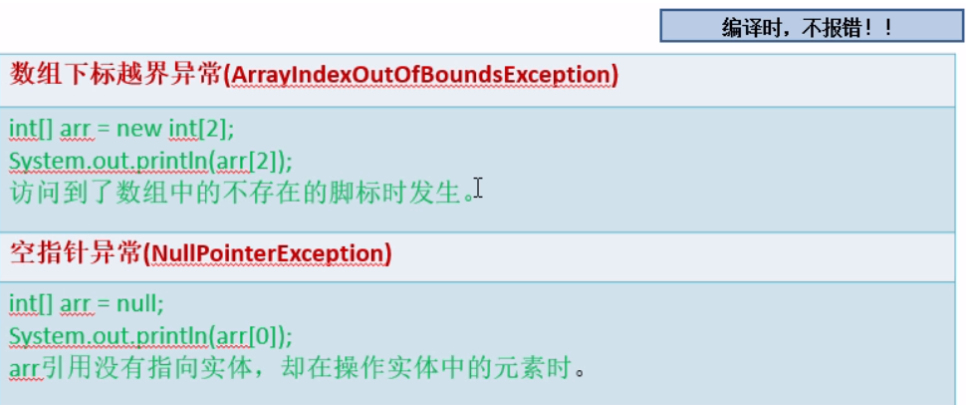 编译时，不报错！！
数组下标越界异常(ArrayIndexOutOfBoundsException)
int[] arr = new int[2];
System.out.println(arr[2]);
访问到了数组中的不存在的脚标时发生。
空指针异常(NullPointerException)
int[] arr = null;
System.out.println(arr[0]);
arr引用没有指向实体，却在操作实体中的元素时。